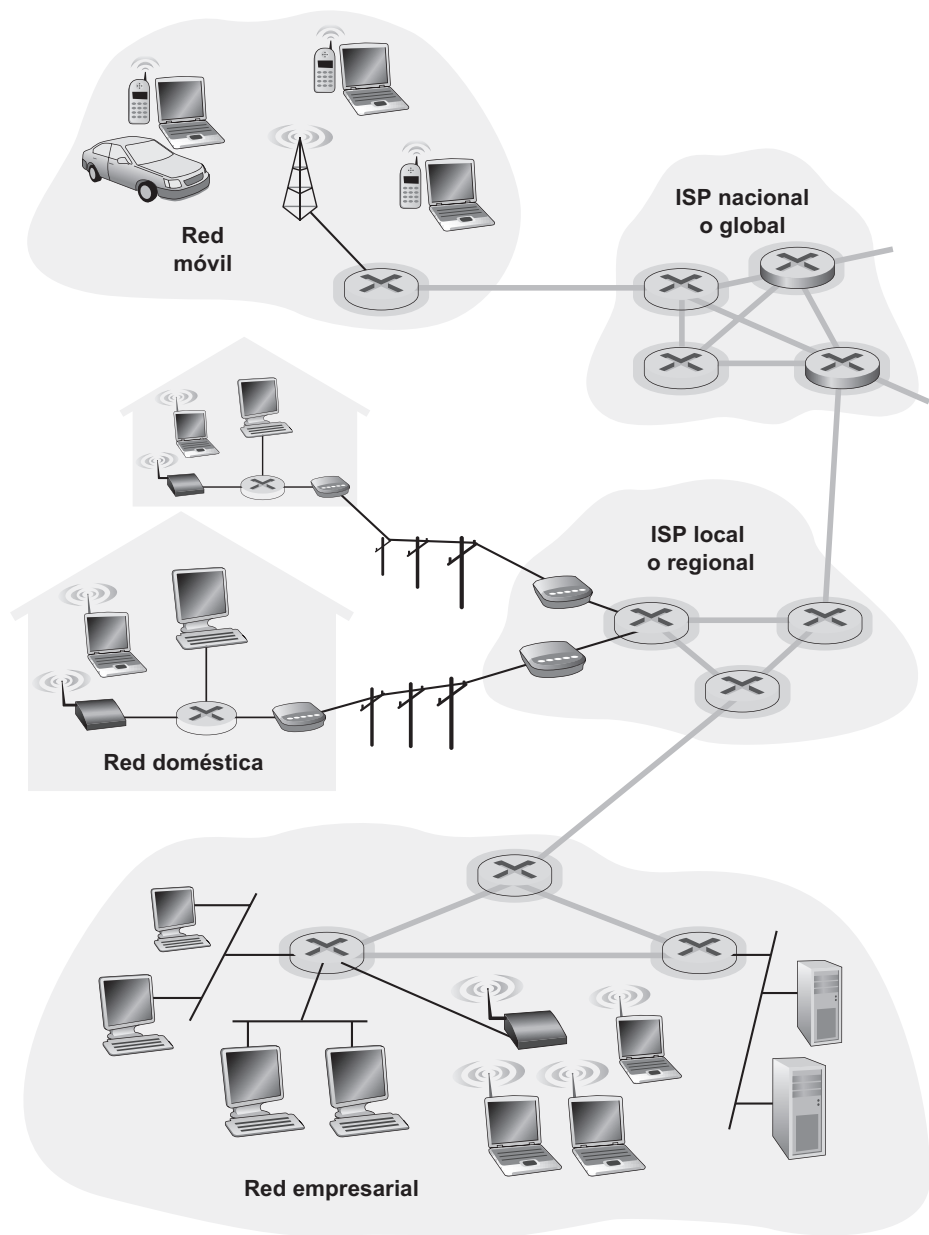 Red
móvil
ISP nacional
o global
ISP local
o regional
Red doméstica
Red empresarial